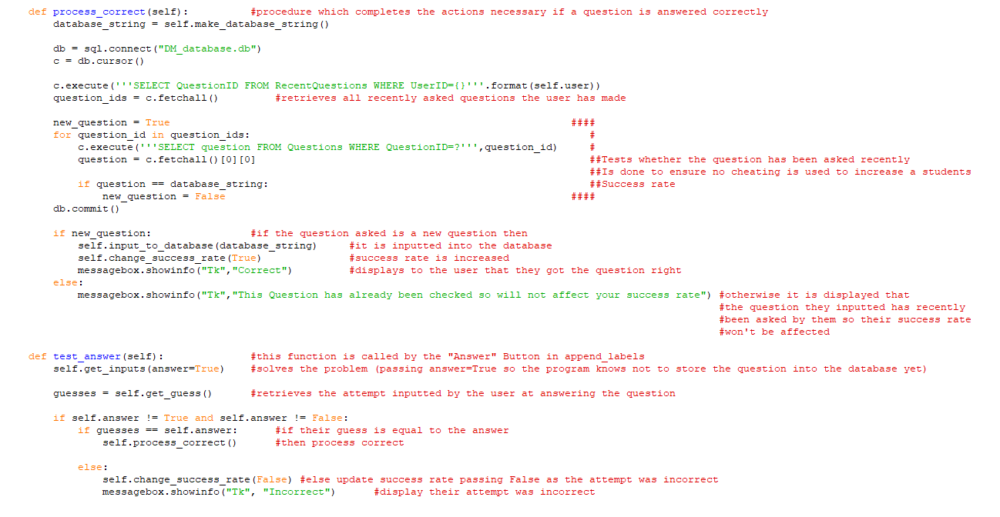 def process_correct(self):          #procedure which completes the actions necessary if a question is answered correctly
    database_string = self.make_database_string()

    db = sql.connect("DM_database.db")
    c = db.cursor()

    c.execute('''SELECT QuestionID FROM RecentQuestions WHERE UserID={}'''.format(self.user))
    question_ids = c.fetchall()         #retrieves all recently asked questions the user has made

    new_question = True                                                                 ####
    for question_id in question_ids:                                                       #
        c.execute('''SELECT question FROM Questions WHERE QuestionID=?''',question_id)     #
        question = c.fetchall()[0][0]                                                      ##Tests whether the question has been asked recently
                                                                                           ##Is done to ensure no cheating is used to increase a students
        if question == database_string:                                                    ##Success rate
            new_question = False                                                        ####
    db.commit()

    if new_question:                #if the question asked is a new question then
        self.input_to_database(database_string)     #it is inputted into the database
        self.change_success_rate(True)              #success rate is increased
        messagebox.showinfo("Tk","Correct")         #displays to the user that they got the question right
    else:
        messagebox.showinfo("Tk","This Question has already been checked so will not affect your success rate") #otherwise it is displayed that
                                                                                                                #the question they inputted has recently
                                                                                                                #been asked by them so their success rate
                                                                                                                #won't be affected

def test_answer(self):              #this function is called by the "Answer" Button in append_labels
    self.get_inputs(answer=True)    #solves the problem (passing answer=True so the program knows not to store the question into the database yet)

    guesses = self.get_guess()      #retrieves the attempt inputted by the user at answering the question

    if self.answer != True and self.answer != False:
        if guesses == self.answer:      #if their guess is equal to the answer
            self.process_correct()      #then process correct

        else:
            self.change_success_rate(False) #else update success rate passing False as the attempt was incorrect
            messagebox.showinfo("Tk", "Incorrect")      #display their attempt was incorrect